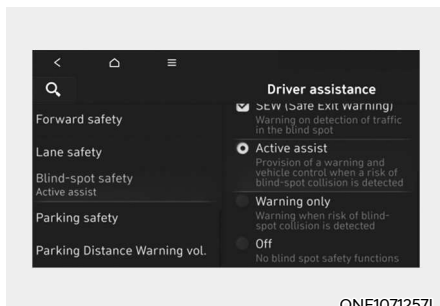 Driver assistance
Forward safety
Lane safety
Blind-spot safety
Active assist
Parking safety
Parking Distance Warning vol.
SEW (Safe Exit Warning)
Warning on detection of traffic
in the blind spot
Active assist
Provision of a warning and
vehicle control when a risk of
blind-spot collision is detected
Warning only
Warning when risk of blind-
spot collision is detected
Off
No blind spot safety functions